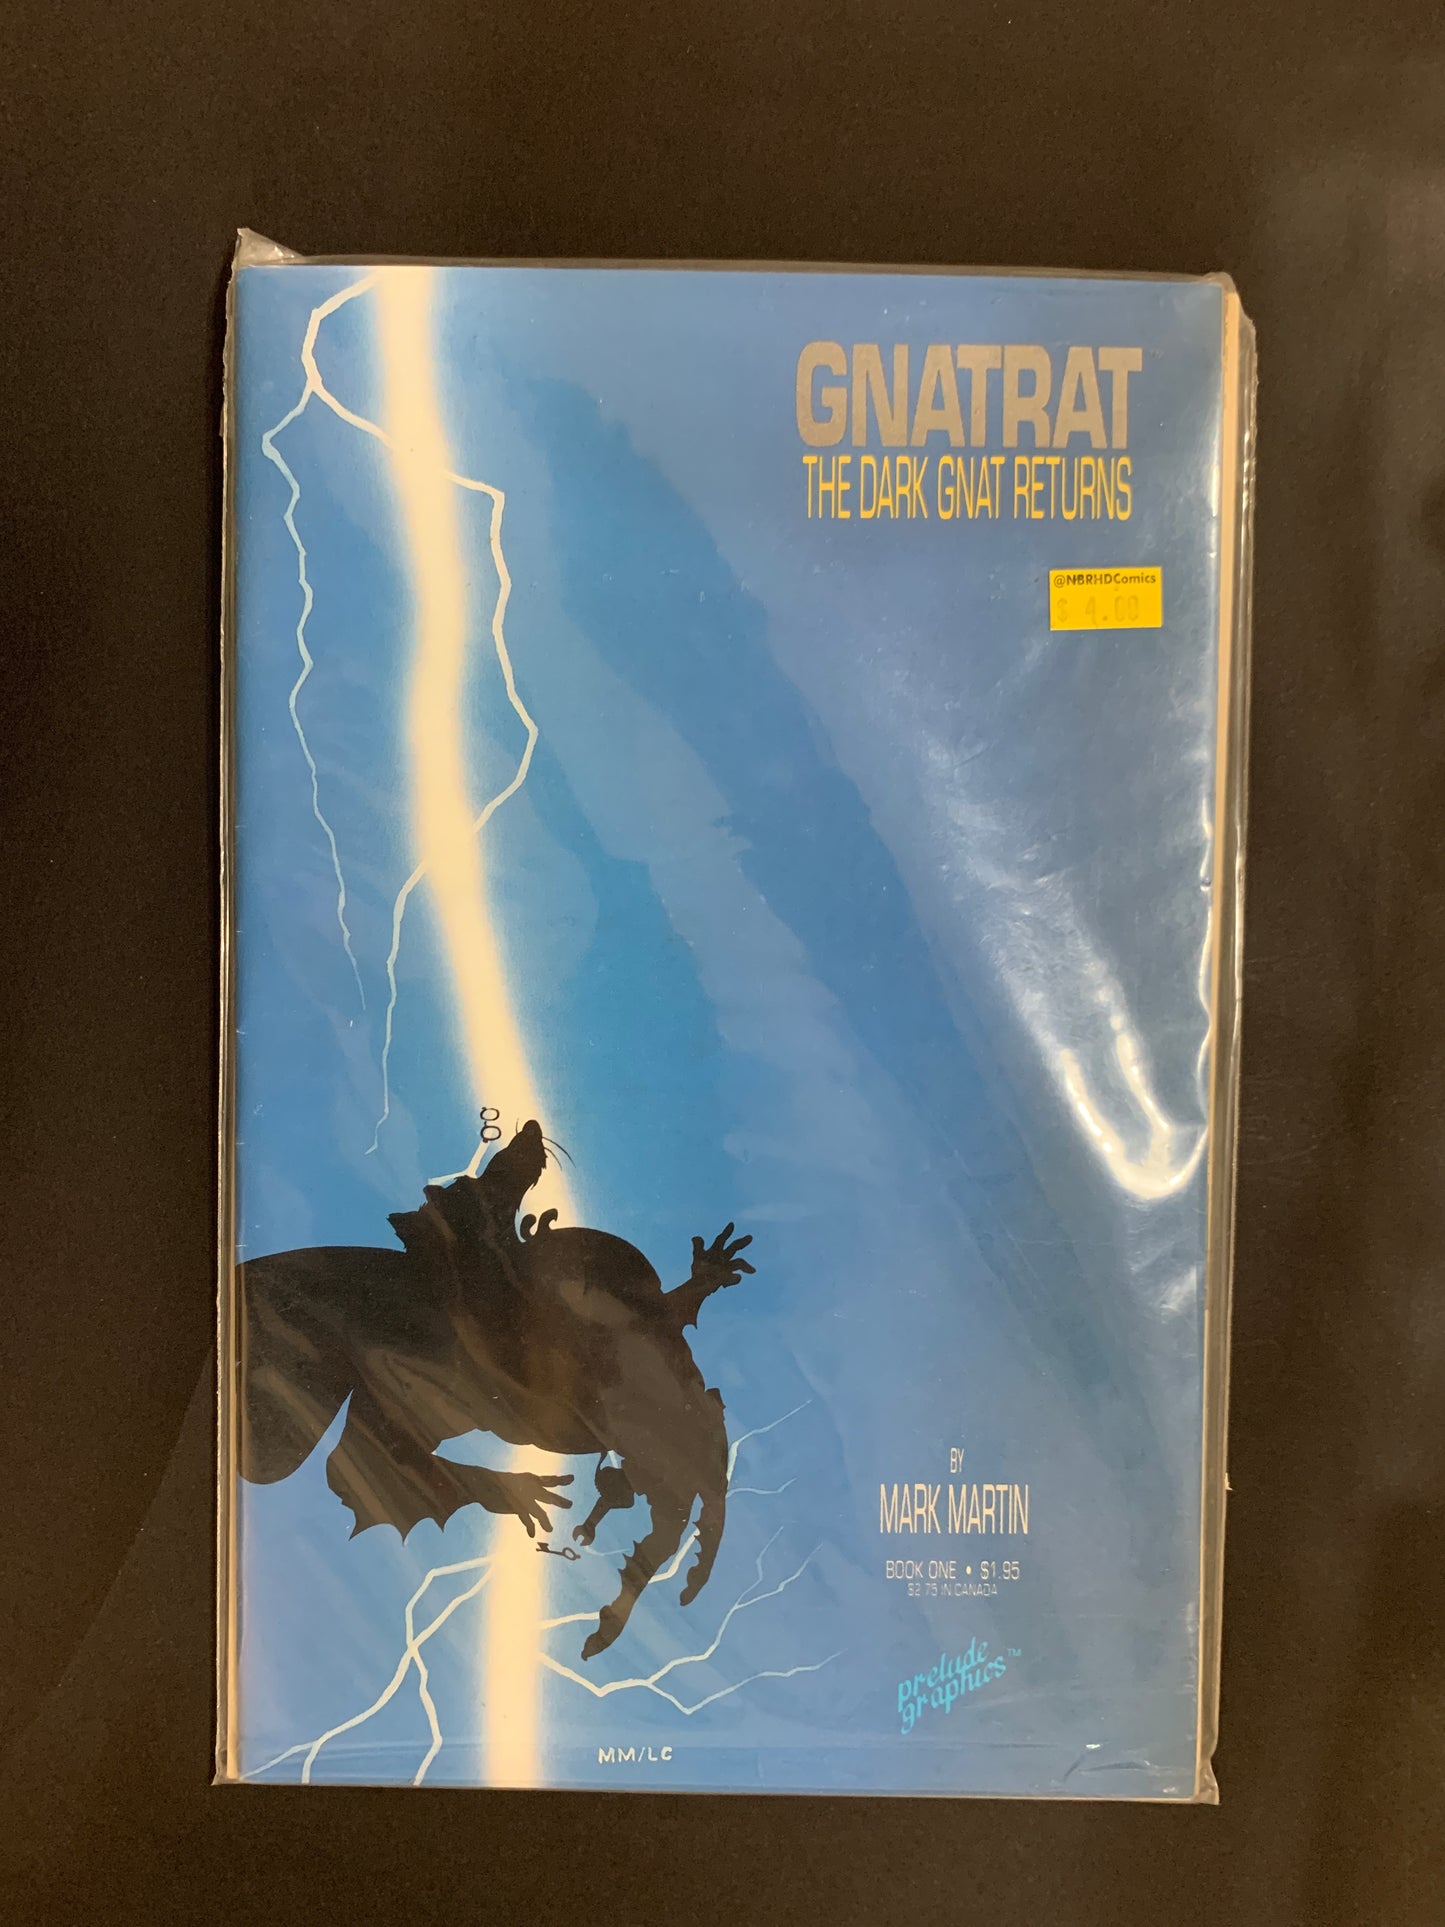 GNATRAT
THE DARK GNAT RETURNS
@NBRHDComics
$ 4.00
BY
MARK MARTIN
BOOK ONE • $1.95
$2.75 IN CANADA
prelude
graphics™
MM/LC